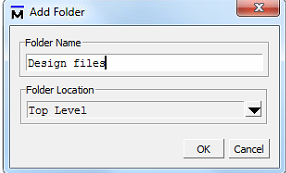 Add Folder
Folder Name
Design files
Folder Location
Top Level
OK Cancel